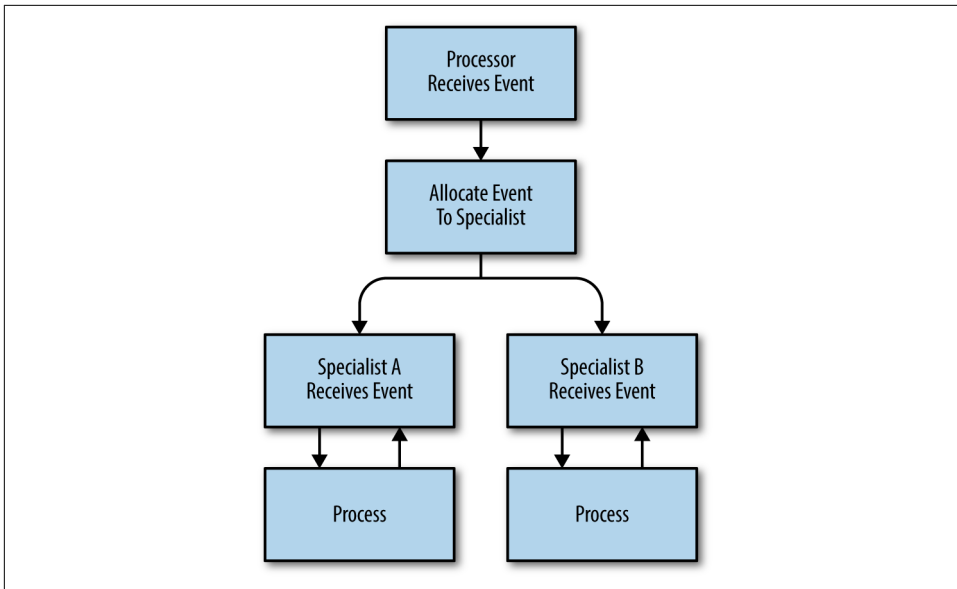 Processor
Receives Event
Allocate Event
To Specialist
Specialist A
Receives Event
Specialist B
Receives Event
Process
Process